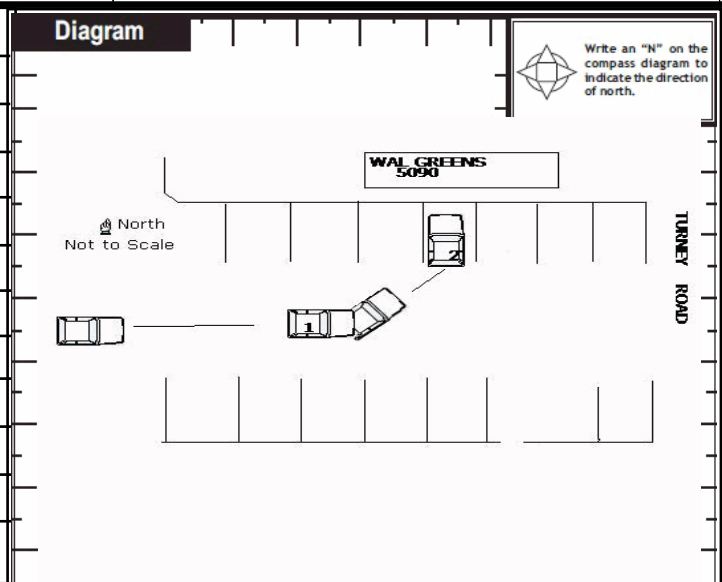 Diagram
Write an "N" on the
compass diagram to
indicate the direction
of north.
WAL GREENS
5090
North
Not to Scale
TURNEY ROAD
2
1